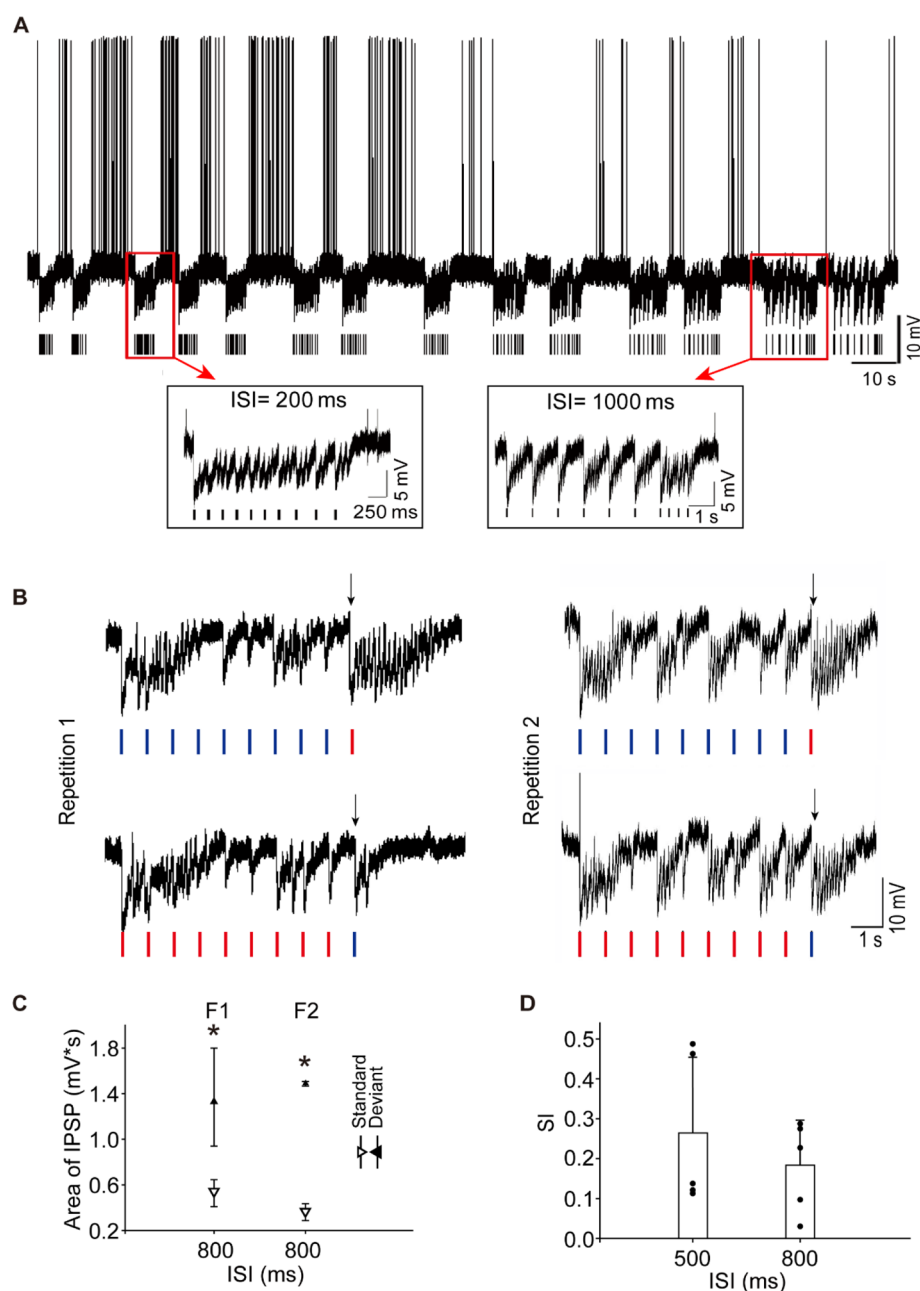 A
10 mV
10 s
ISI= 200 ms
5 mV
250 ms
ISI= 1000 ms
5 mV
1 s
B
Repetition 1
Repetition 2
10 mV
1 s
C
F1
F2
*
*
Area of IPSP (mV*s)
1.8
1.4
1.0
0.6
0.2
800
800
ISI (ms)
Standard
Deviant
D
SI
0.5
0.4
0.3
0.2
0.1
0.0
500
800
ISI (ms)